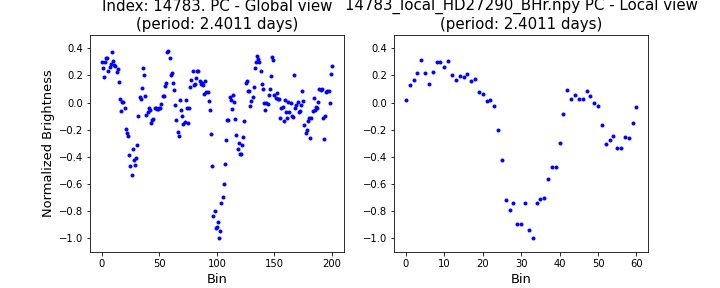 Index: 14783. PC - Global view
(period: 2.4011 days)
14783_local_HD27290_BHr.npy PC - Local view
(period: 2.4011 days)
Normalized Brightness
0.4
0.2
0.0
−0.2
−0.4
−0.6
−0.8
−1.0
0 50 100 150 200
Bin
0.4
0.2
0.0
−0.2
−0.4
−0.6
−0.8
−1.0
0 10 20 30 40 50 60
Bin